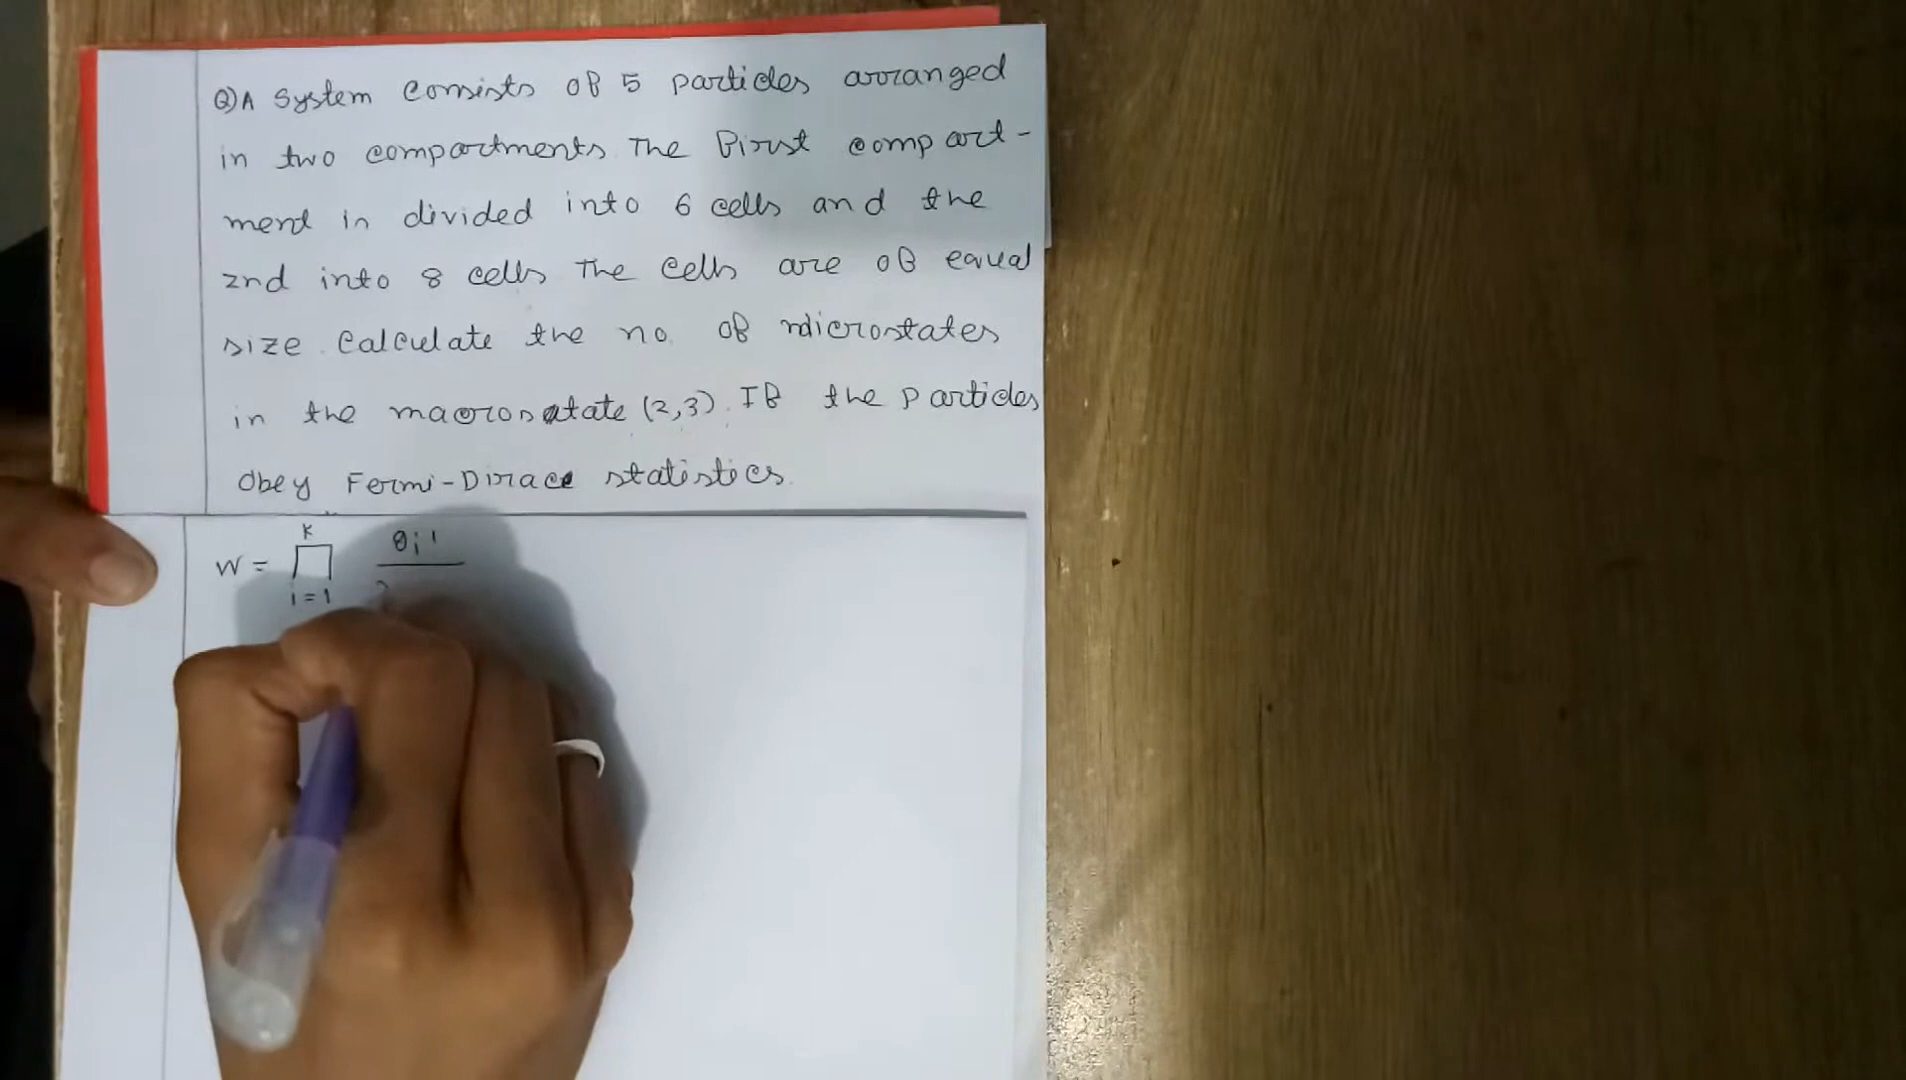 Q) A System consists of 5 particles arranged
in two compartments. The first compart-
ment is divided into 6 cells and the
2nd into 8 cells The cells are of equal
size. Calculate the no. of microstates
in the macrostate (2,3). If the particles
obey Fermi-Dirac statistics.
K
W = ∏ gi!
i=1